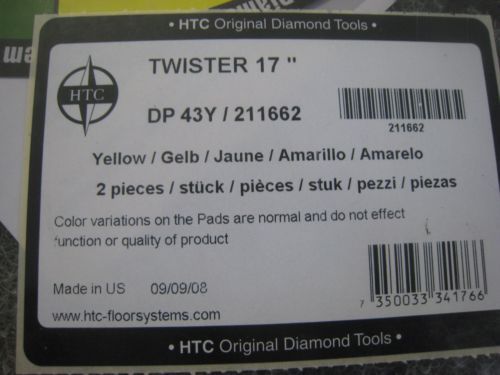 • HTC Original Diamond Tools •
HTC
TWISTER 17 "
DP 43Y / 211662
211662
Yellow / Gelb / Jaune / Amarillo / Amarelo
2 pieces / stück / pièces / stuk / pezzi / piezas
Color variations on the Pads are normal and do not effect
function or quality of product
Made in US 09/09/08
7 350033 341766
www.htc-floorsystems.com
• HTC Original Diamond Tools •